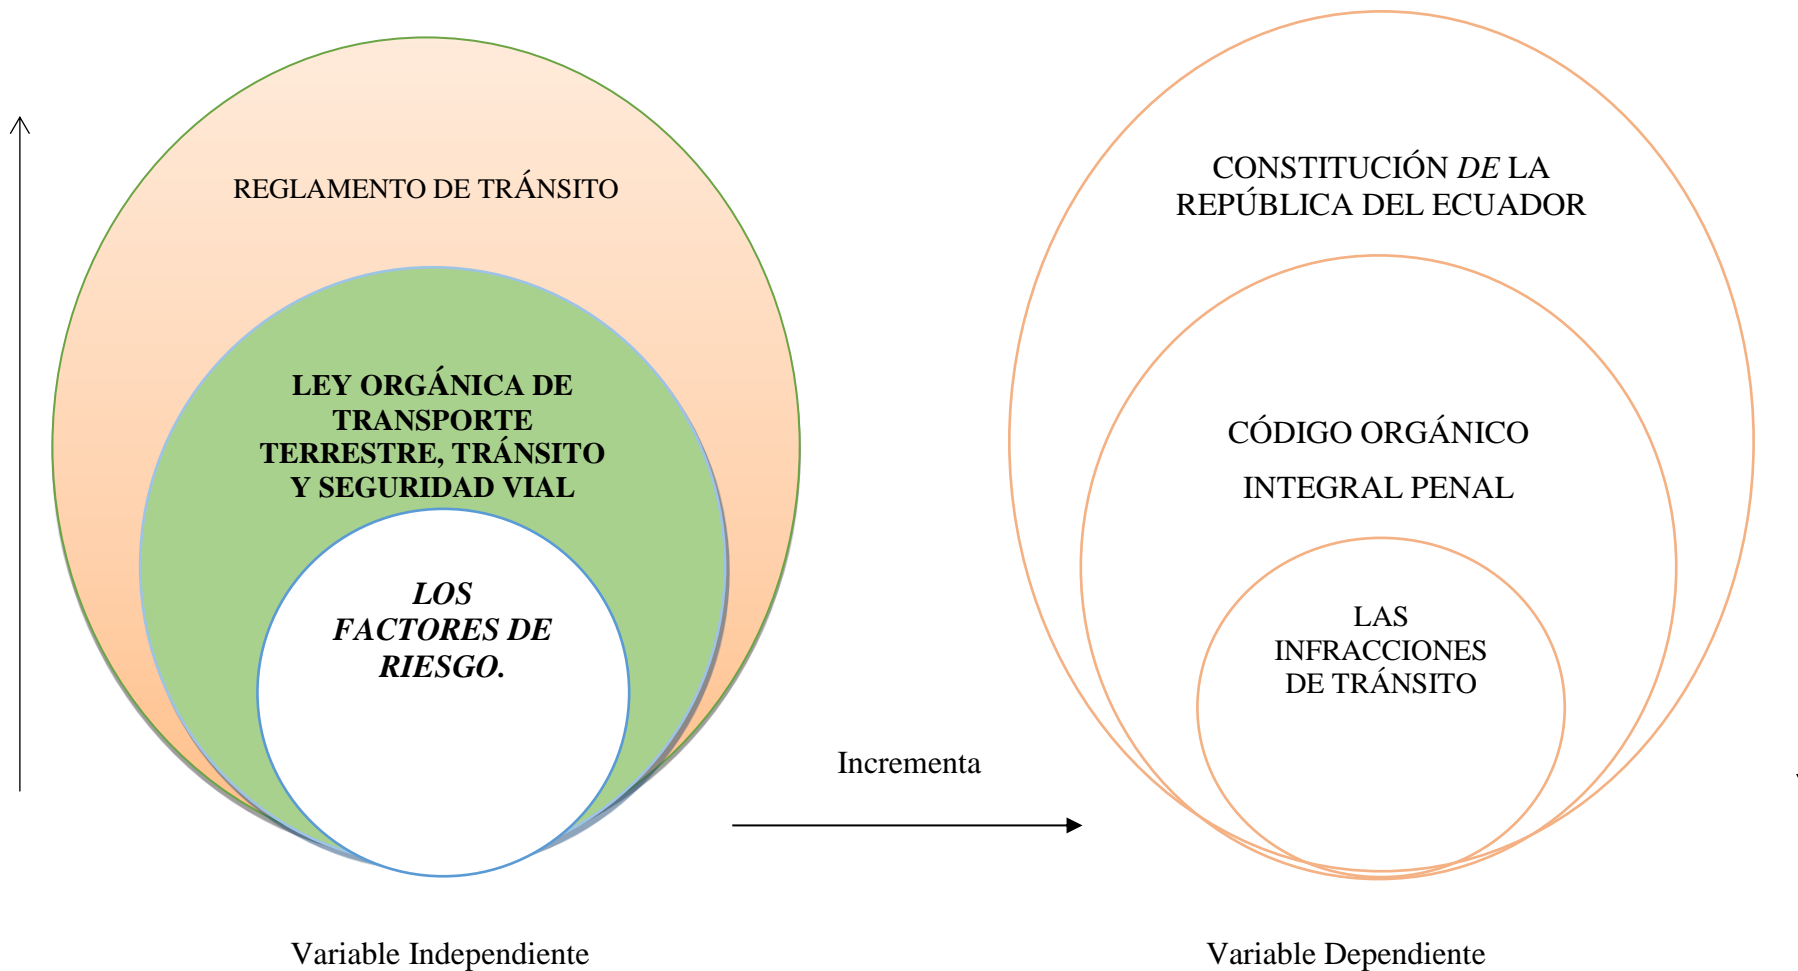 REGLAMENTO DE TRÁNSITO
LEY ORGÁNICA DE
TRANSPORTE
TERRESTRE, TRÁNSITO
Y SEGURIDAD VIAL
LOS
FACTORES DE
RIESGO.
Incrementa
CONSTITUCIÓN DE LA
REPÚBLICA DEL ECUADOR
CÓDIGO ORGÁNICO
INTEGRAL PENAL
LAS
INFRACCIONES
DE TRÁNSITO
Variable Independiente
Variable Dependiente